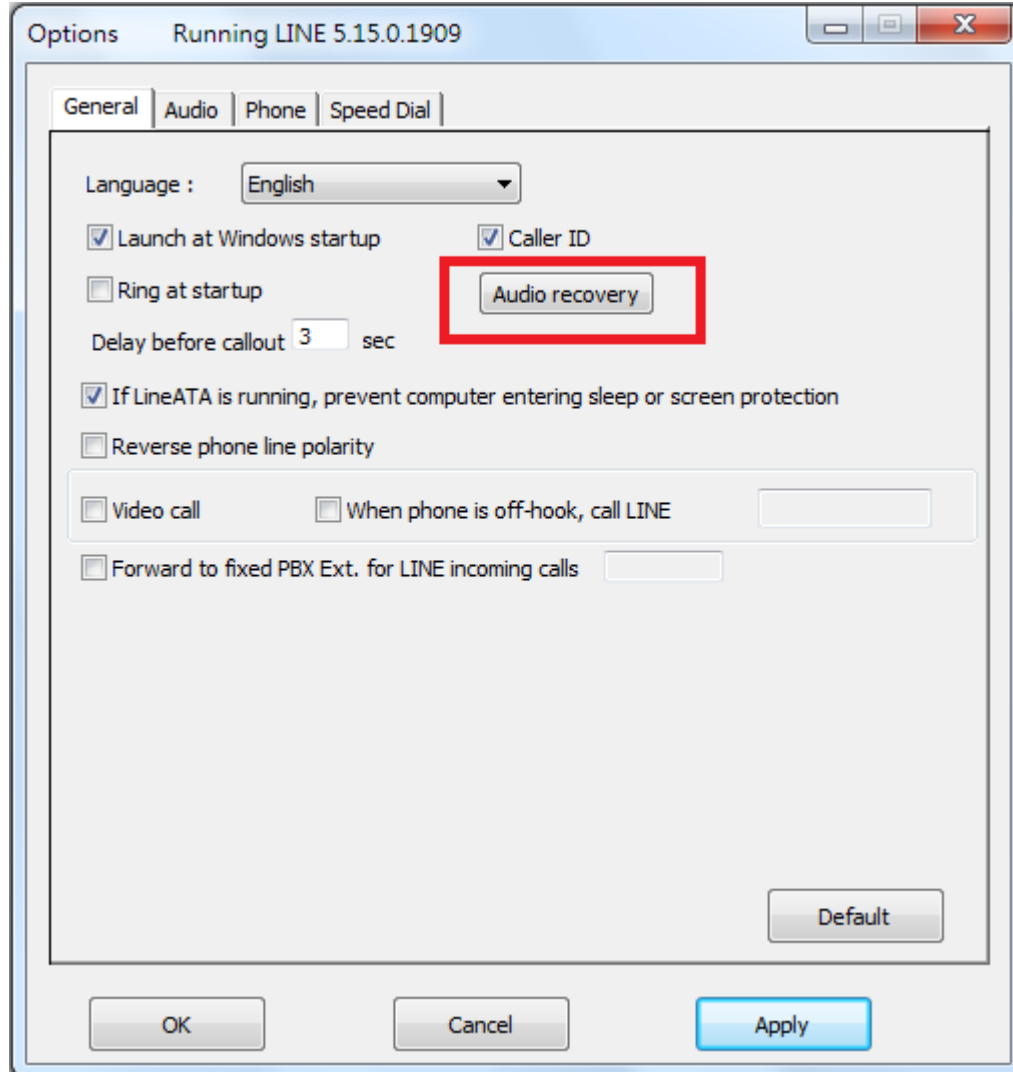 Options Running LINE 5.15.0.1909
General Audio Phone Speed Dial
Language : English
Launch at Windows startup Caller ID
Ring at startup Audio recovery
Delay before callout 3 sec
If LineATA is running, prevent computer entering sleep or screen protection
Reverse phone line polarity
Video call When phone is off-hook, call LINE
Forward to fixed PBX Ext. for LINE incoming calls
Default
OK Cancel Apply